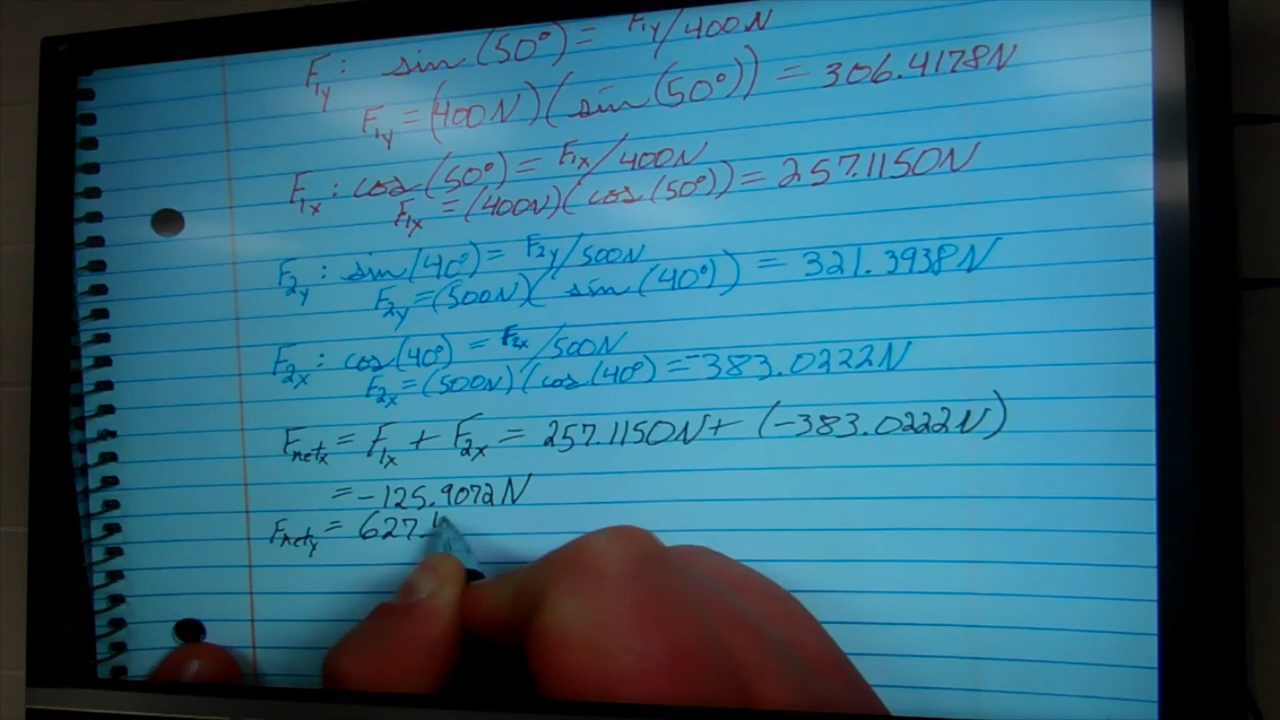 F1y: sin(50°) = F1y/400N
F1y = (400N)(sin(50°)) = 306.4178N
F1x: cos(50°) = F1x/400N
F1x = (400N)(cos(50°)) = 257.1150N
F2y: sin(40°) = F2y/500N
F2y = (500N)(sin(40°)) = 321.3938N
F2x: cos(40°) = F2x/500N
F2x = (500N)(cos(40°) = -383.0222N
Fnetx = F1x + F2x = 257.1150N + (-383.0222N)
= -125.9072N
Fnety = 627.